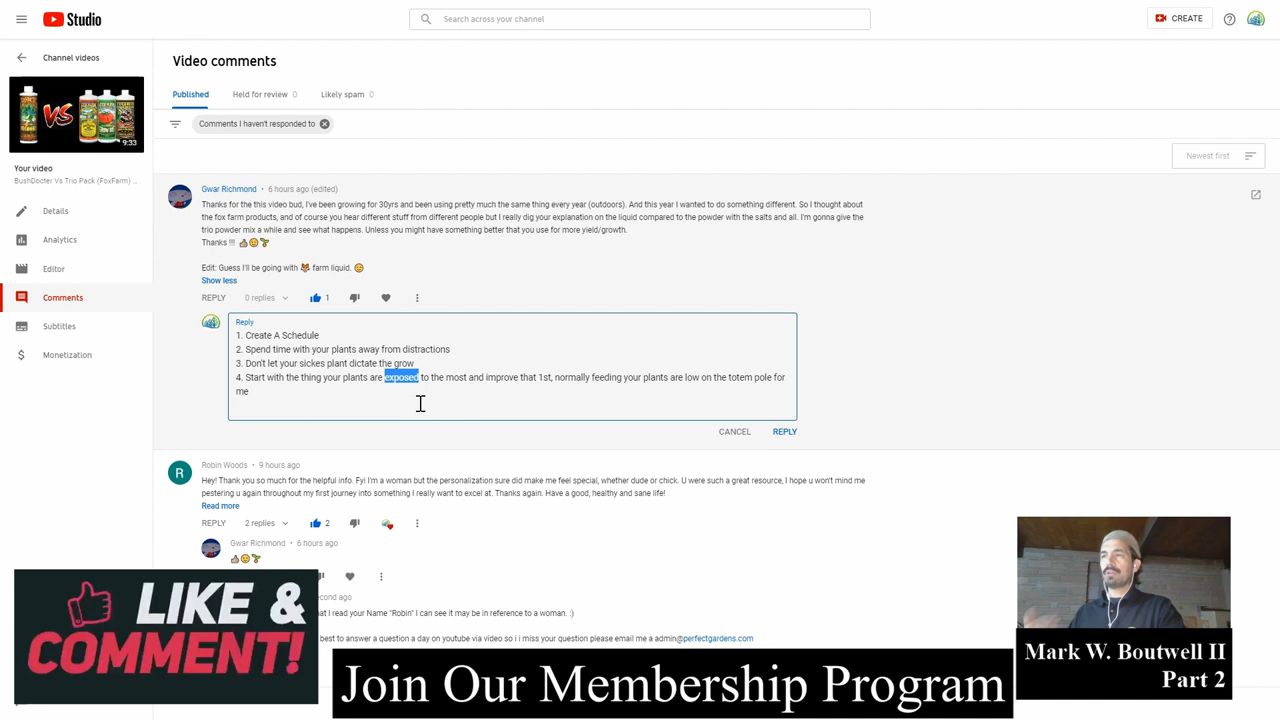 Studio
Search across your channel
CREATE
Channel videos
VS
9:33
Your video
BushDocter Vs Trio Pack (FoxFarm) ...
Details
Analytics
Editor
Comments
Subtitles
Monetization
Video comments
Published
Held for review 0
Likely spam 0
Comments I haven't responded to
Newest first
Gwar Richmond • 6 hours ago (edited)
Thanks for the this video bud, I've been growing for 30yrs and been using pretty much the same thing every year (outdoors). And this year I wanted to do something different. So I thought about
the fox farm products, and of course you hear different stuff from different people but I really dig your explanation on the liquid compared to the powder with the salts and all. I'm gonna give the
trio powder mix a while and see what happens. Unless you might have something better that you use for more yield/growth.
Thanks !!! 👍🏼🙂🌱
Edit: Guess I'll be going with 🦊 farm liquid. 🙂
Show less
REPLY 0 replies 1
Reply
1. Create A Schedule
2. Spend time with your plants away from distractions
3. Don't let your sickes plant dictate the grow
4. Start with the thing your plants are exposed to the most and improve that 1st, normally feeding your plants are low on the totem pole for
me
CANCEL REPLY
R
Robin Woods • 9 hours ago
Hey! Thank you so much for the helpful info. Fyi I'm a woman but the personalization sure did make me feel special, whether dude or chick. U were such a great resource, I hope u won't mind me
pestering u again throughout my first journey into something I really want to excel at. Thanks again. Have a good, healthy and sane life!
Read more
REPLY 2 replies 2
Gwar Richmond • 6 hours ago
👍🏼🙂🌱
second ago
at I read your Name "Robin" I can see it may be in reference to a woman. :)
best to answer a question a day on youtube via video so i i miss your question please email me a admin@perfectgardens.com
LIKE &
COMMENT!
Join Our Membership Program
Mark W. Boutwell II
Part 2